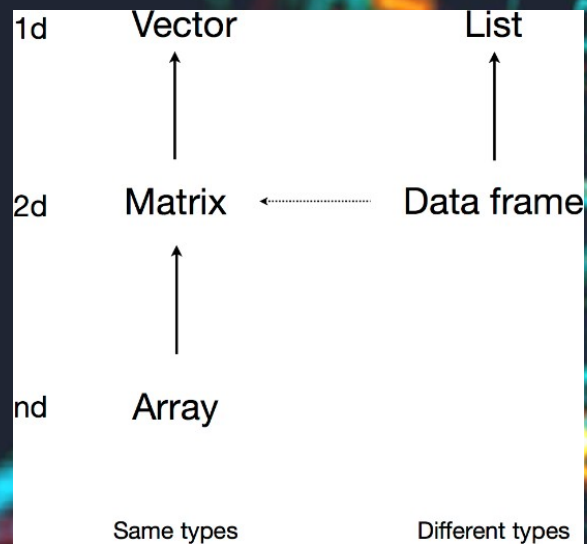 1d Vector List
2d Matrix Data frame
nd Array
Same types Different types